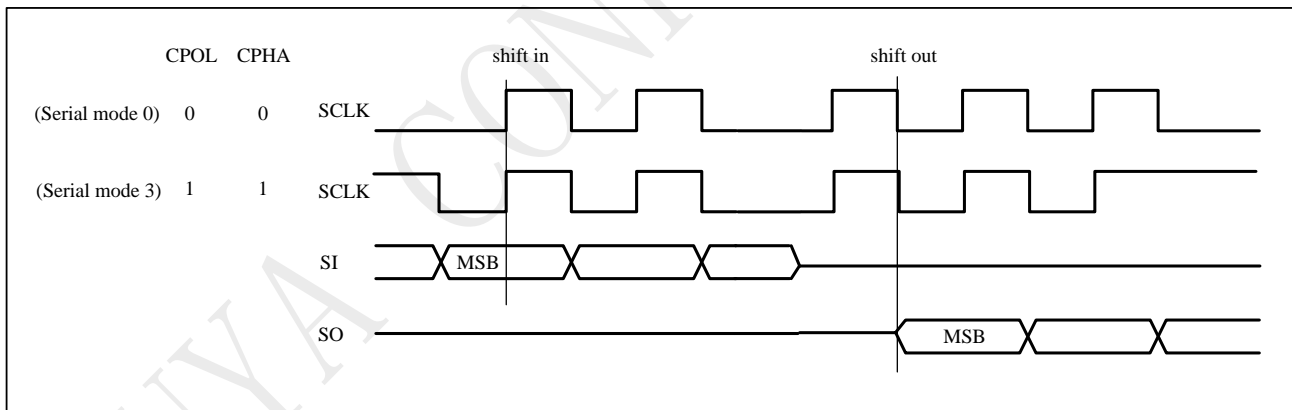 CPOL CPHA shift in shift out
(Serial mode 0) 0 0 SCLK
(Serial mode 3) 1 1 SCLK
SI MSB
SO MSB